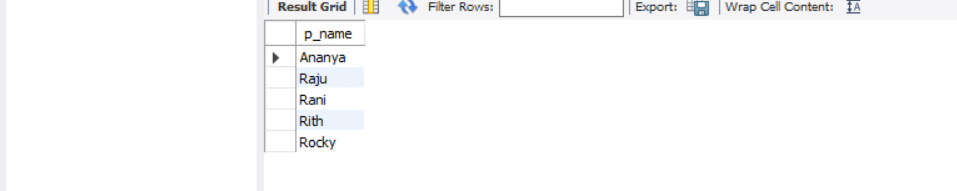 Result Grid Filter Rows: Export: Wrap Cell Content:
p_name
Ananya
Raju
Rani
Rith
Rocky